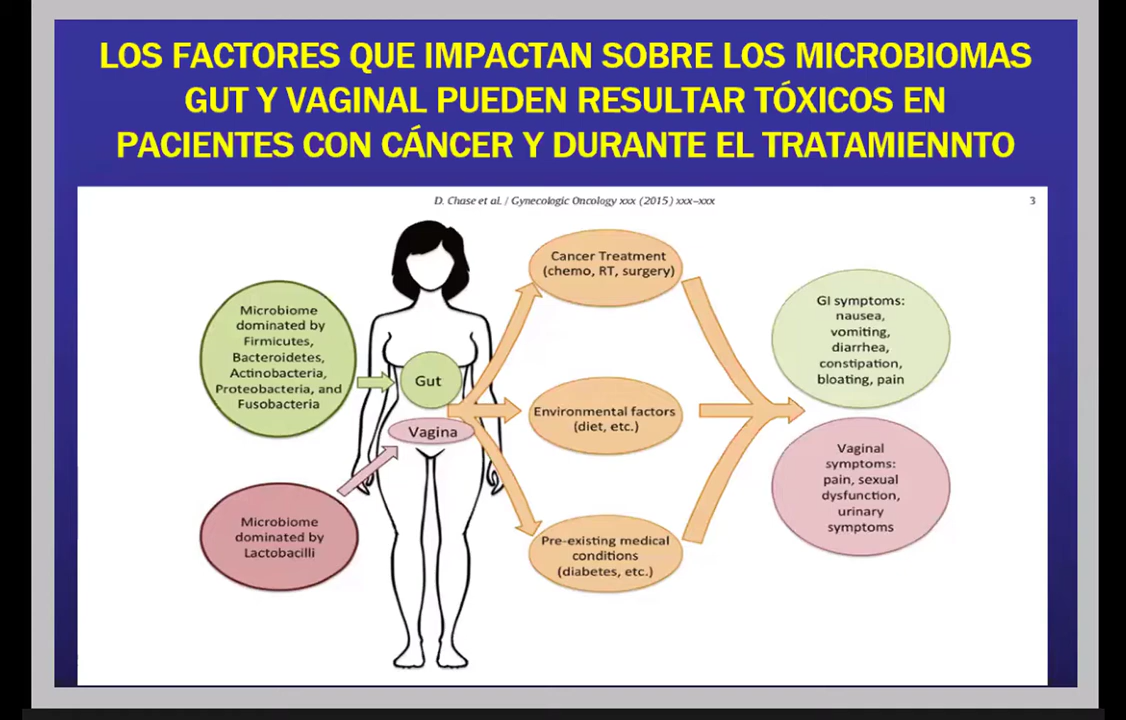 LOS FACTORES QUE IMPACTAN SOBRE LOS MICROBIOMAS
GUT Y VAGINAL PUEDEN RESULTAR TÓXICOS EN
PACIENTES CON CÁNCER Y DURANTE EL TRATAMIENNTO
D. Chase et al. / Gynecologic Oncology xxx (2015) xxx–xxx
3
Microbiome
dominated by
Firmicutes,
Bacteroidetes,
Actinobacteria,
Proteobacteria, and
Fusobacteria
Gut
Vagina
Microbiome
dominated by
Lactobacilli
Cancer Treatment
(chemo, RT, surgery)
Environmental factors
(diet, etc.)
Pre-existing medical
conditions
(diabetes, etc.)
GI symptoms:
nausea,
vomiting,
diarrhea,
constipation,
bloating, pain
Vaginal
symptoms:
pain, sexual
dysfunction,
urinary
symptoms